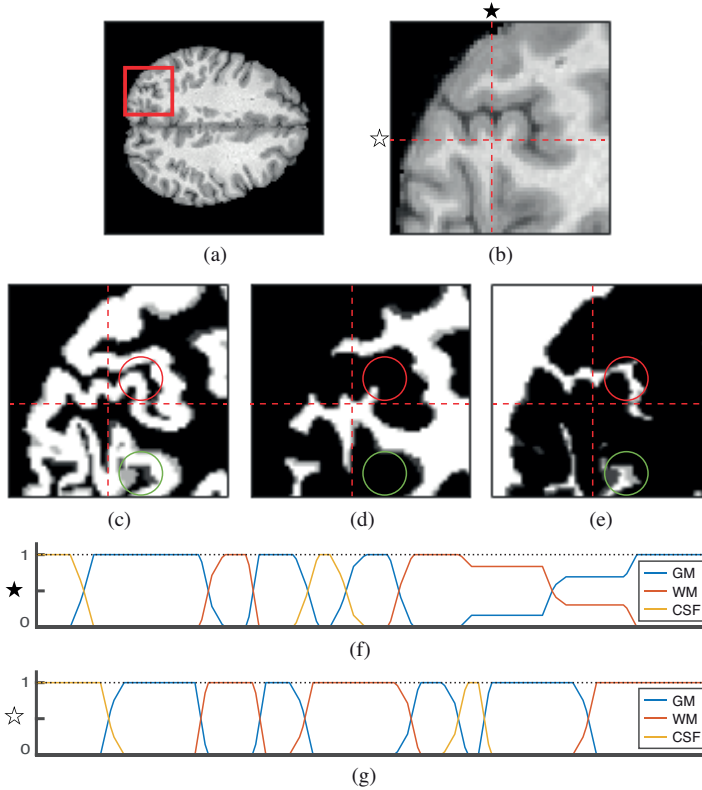 ★
☆
(a)
(b)
(c)
(d)
(e)
1
★
0
GM
WM
CSF
(f)
1
☆
0
GM
WM
CSF
(g)